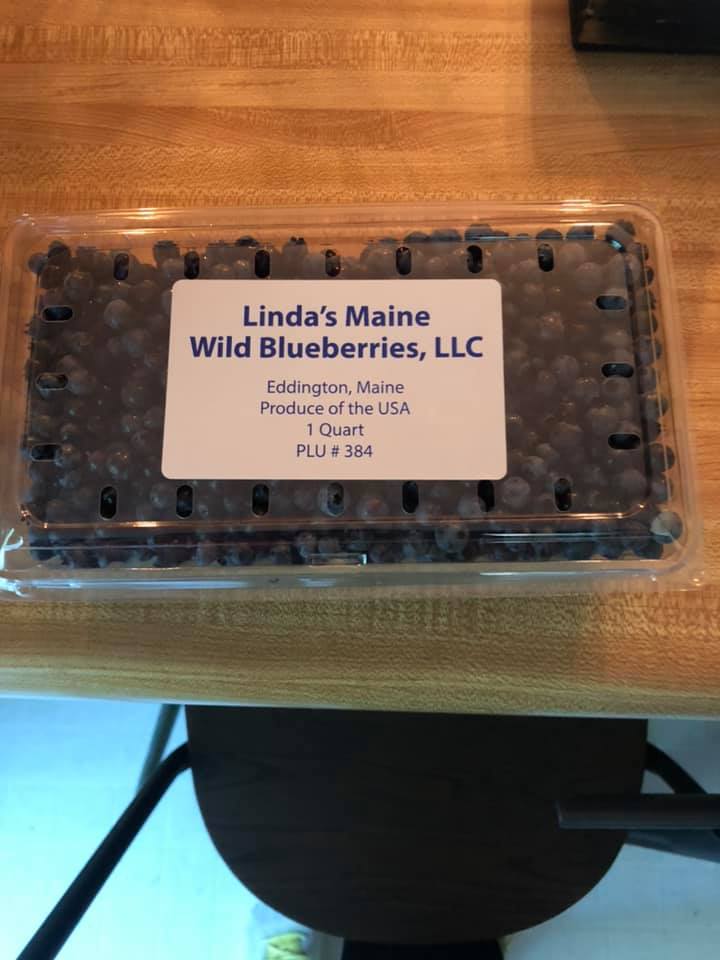 Linda's Maine
Wild Blueberries, LLC
Eddington, Maine
Produce of the USA
1 Quart
PLU # 384